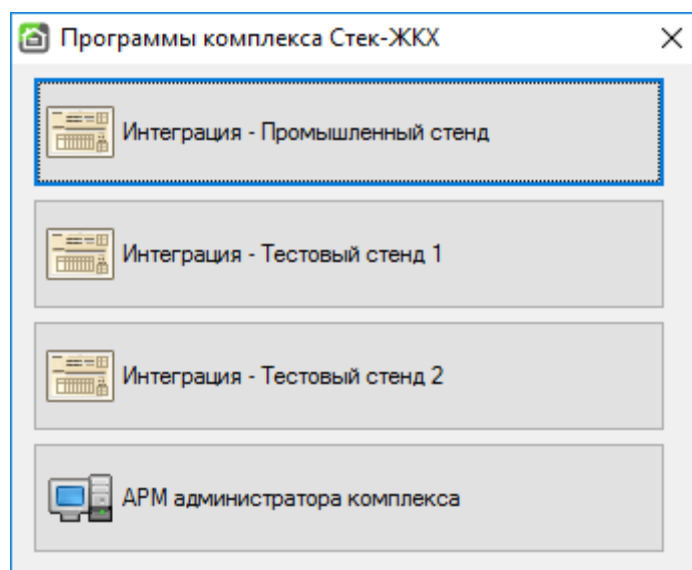 Программы комплекса Стек-ЖКХ
Интеграция - Промышленный стенд
Интеграция - Тестовый стенд 1
Интеграция - Тестовый стенд 2
АРМ администратора комплекса